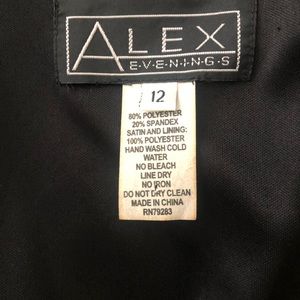 ALEX
E·V·E·N·I·N·G·S
12
80% POLYESTER
20% SPANDEX
SATIN AND LINING:
100% POLYESTER
HAND WASH COLD
WATER
NO BLEACH
LINE DRY
NO IRON
DO NOT DRY CLEAN
MADE IN CHINA
RN79283